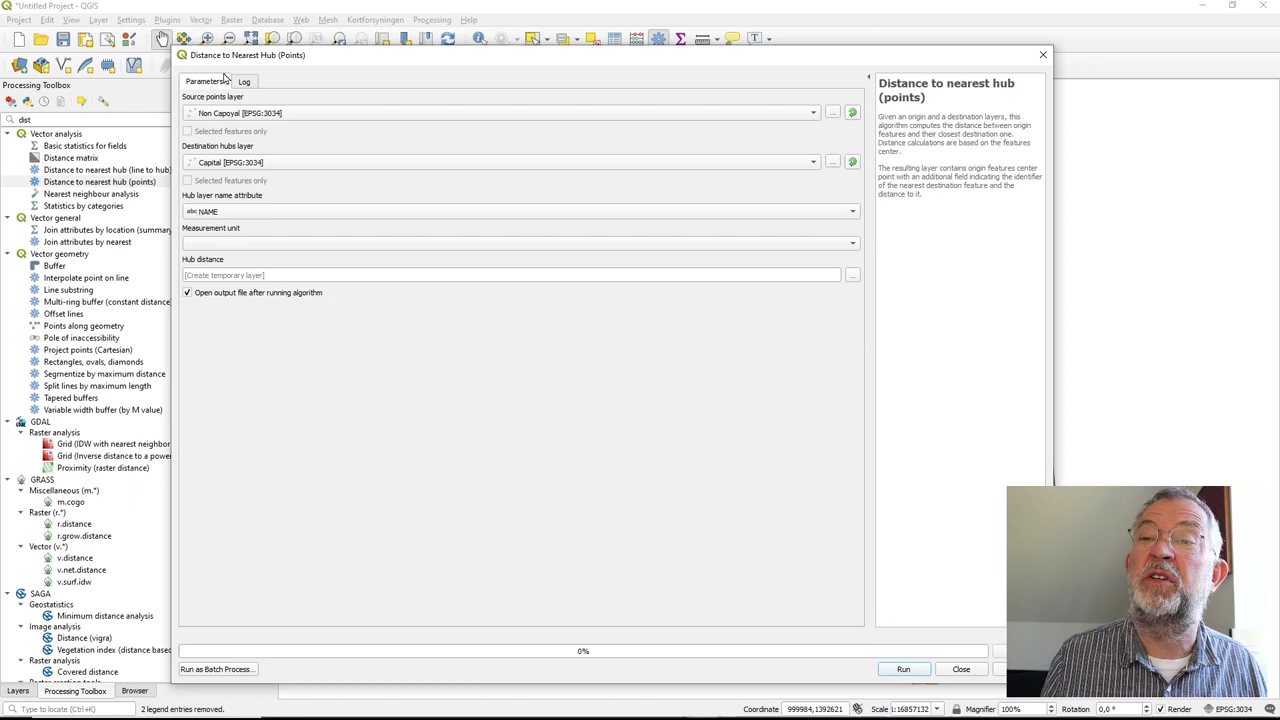 *Untitled Project - QGIS
Project Edit View Layer Settings Plugins Vector Raster Database Web Mesh Kortforsyningen Processing Help
Distance to Nearest Hub (Points)
Processing Toolbox
dist
Vector analysis
Basic statistics for fields
Distance matrix
Distance to nearest hub (line to hub)
Distance to nearest hub (points)
Nearest neighbour analysis
Statistics by categories
Vector general
Join attributes by location (summary
Join attributes by nearest
Vector geometry
Buffer
Interpolate point on line
Line substring
Multi-ring buffer (constant distance
Offset lines
Points along geometry
Pole of inaccessibility
Project points (Cartesian)
Rectangles, ovals, diamonds
Segmentize by maximum distance
Split lines by maximum length
Tapered buffers
Variable width buffer (by M value)
GDAL
Raster analysis
Grid (IDW with nearest neighbor
Grid (Inverse distance to a power
Proximity (raster distance)
GRASS
Miscellaneous (m.*)
m.cogo
Raster (r.*)
r.distance
r.grow.distance
Vector (v.*)
v.distance
v.net.distance
v.surf.idw
SAGA
Geostatistics
Minimum distance analysis
Image analysis
Distance (vigra)
Vegetation index (distance based
Raster analysis
Covered distance
Parameters Log
Source points layer
Non Capoyal [EPSG:3034]
...
Selected features only
Destination hubs layer
Capital [EPSG:3034]
...
Selected features only
Hub layer name attribute
abc NAME
Measurement unit
Hub distance
[Create temporary layer]
...
Open output file after running algorithm
0%
Run as Batch Process...
Run Close
Distance to nearest hub
(points)
Given an origin and a destination layers, this
algorithm computes the distance between origin
features and their closest destination one.
Distance calculations are based on the features
center.
The resulting layer contains origin features center
point with an additional field indicating the identifier
of the nearest destination feature and the
distance to it.
Layers Processing Toolbox Browser
Type to locate (Ctrl+K) 2 legend entries removed. Coordinate 999984,1392621 Scale 1:16857132 Magnifier 100% Rotation 0,0 ° Render EPSG:3034